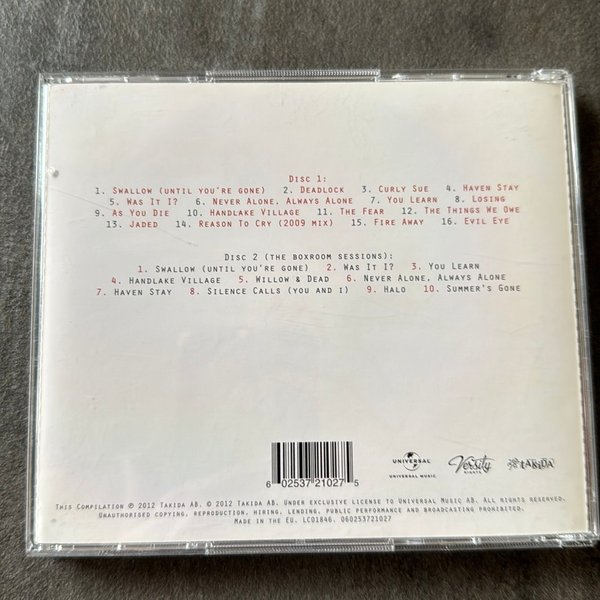 Disc 1:
1. Swallow (until you're gone) 2. Deadlock 3. Curly Sue 4. Haven Stay
5. Was It I? 6. Never Alone, Always Alone 7. You Learn 8. Losing
9. As You Die 10. Handlake Village 11. The Fear 12. The Things We Owe
13. Jaded 14. Reason To Cry (2009 mix) 15. Fire Away 16. Evil Eye
Disc 2 (the boxroom sessions):
1. Swallow (until you're gone) 2. Was It I? 3. You Learn
4. Handlake Village 5. Willow & Dead 6. Never Alone, Always Alone
7. Haven Stay 8. Silence Calls (you and i) 9. Halo 10. Summer's Gone
6 02537 21027 5
UNIVERSAL
UNIVERSAL MUSIC
Versity
RIGHTS
TAKIDA
This Compilation ℗ 2012 Takida AB. © 2012 Takida AB. Under exclusive license to Universal Music AB. All rights reserved.
Unauthorised copying, reproduction, hiring, lending, public performance and broadcasting prohibited.
Made in the EU. LC01846. 060253721027